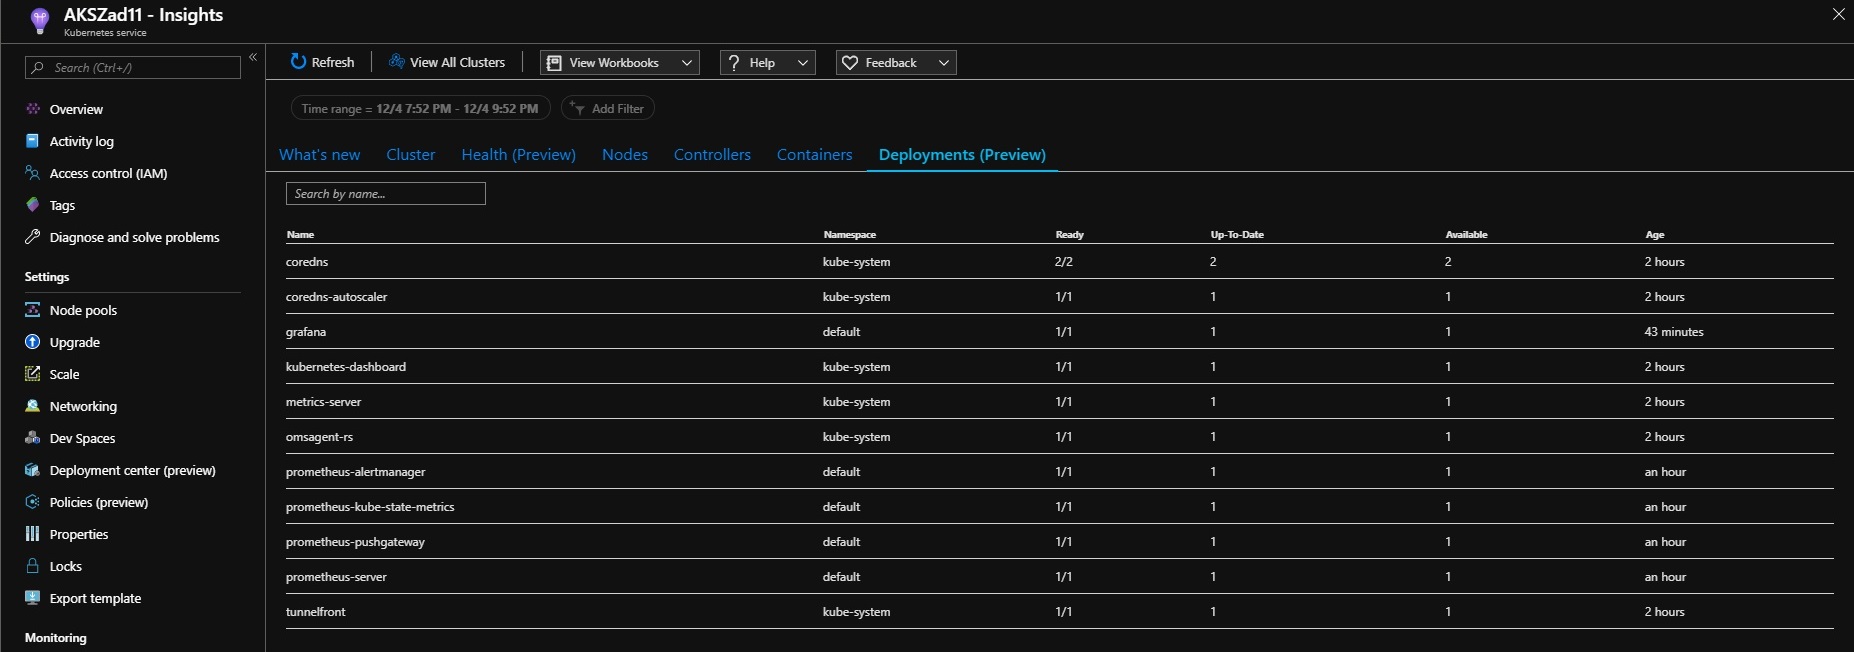 AKSZad11 - Insights
Kubernetes service
Search (Ctrl+/)
«
Overview
Activity log
Access control (IAM)
Tags
Diagnose and solve problems
Settings
Node pools
Upgrade
Scale
Networking
Dev Spaces
Deployment center (preview)
Policies (preview)
Properties
Locks
Export template
Monitoring
Refresh View All Clusters View Workbooks Help Feedback
Time range = 12/4 7:52 PM - 12/4 9:52 PM Add Filter
What's new Cluster Health (Preview) Nodes Controllers Containers Deployments (Preview)
Search by name...
Name Namespace Ready Up-To-Date Available Age
coredns kube-system 2/2 2 2 2 hours
coredns-autoscaler kube-system 1/1 1 1 2 hours
grafana default 1/1 1 1 43 minutes
kubernetes-dashboard kube-system 1/1 1 1 2 hours
metrics-server kube-system 1/1 1 1 2 hours
omsagent-rs kube-system 1/1 1 1 2 hours
prometheus-alertmanager default 1/1 1 1 an hour
prometheus-kube-state-metrics default 1/1 1 1 an hour
prometheus-pushgateway default 1/1 1 1 an hour
prometheus-server default 1/1 1 1 an hour
tunnelfront kube-system 1/1 1 1 2 hours